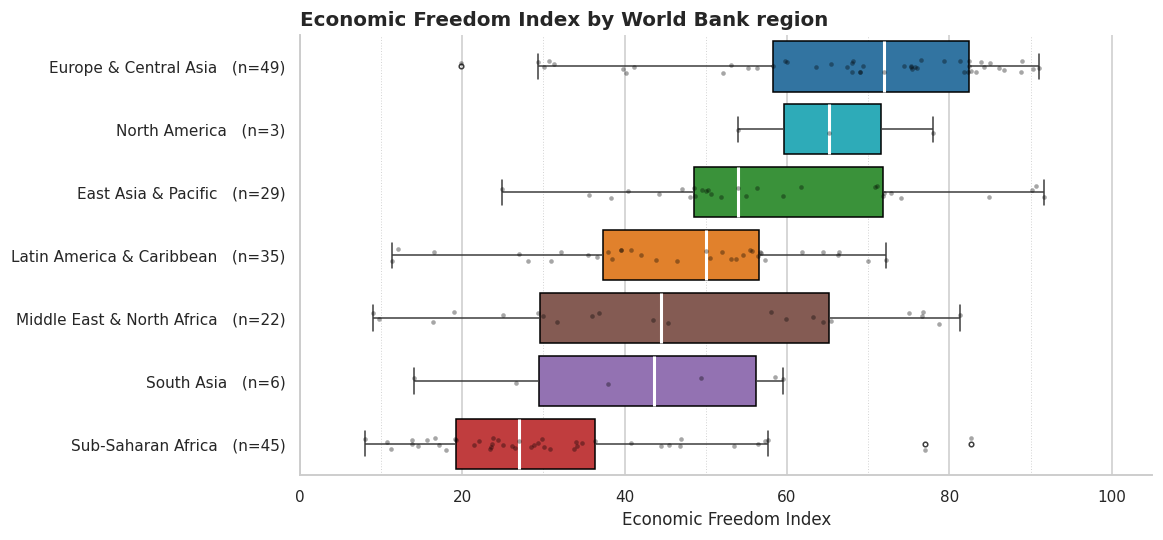 Economic Freedom Index by World Bank region
Europe & Central Asia (n=49)
North America (n=3)
East Asia & Pacific (n=29)
Latin America & Caribbean (n=35)
Middle East & North Africa (n=22)
South Asia (n=6)
Sub-Saharan Africa (n=45)
0 20 40 60 80 100
Economic Freedom Index